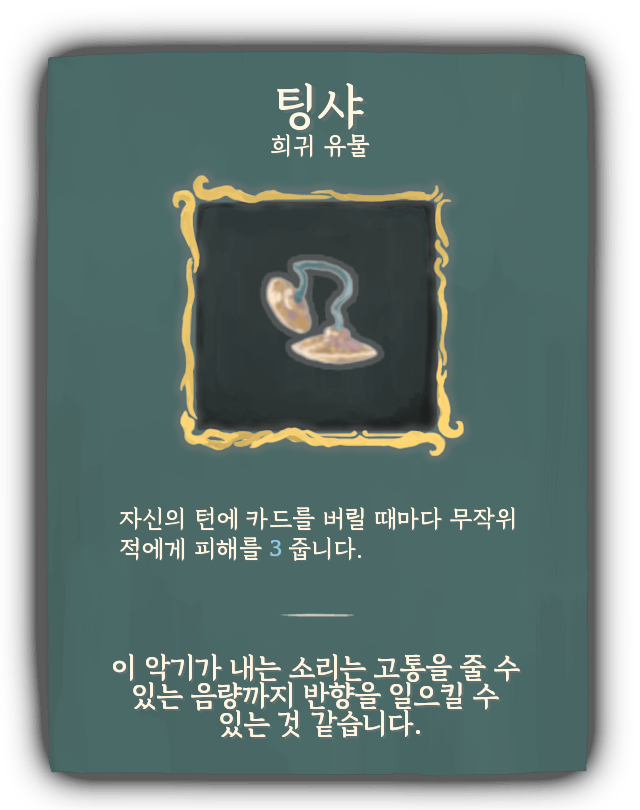 팅샤
희귀 유물
자신의 턴에 카드를 버릴 때마다 무작위
적에게 피해를 3 줍니다.
이 악기가 내는 소리는 고통을 줄 수
있는 음량까지 반향을 일으킬 수
있는 것 같습니다.